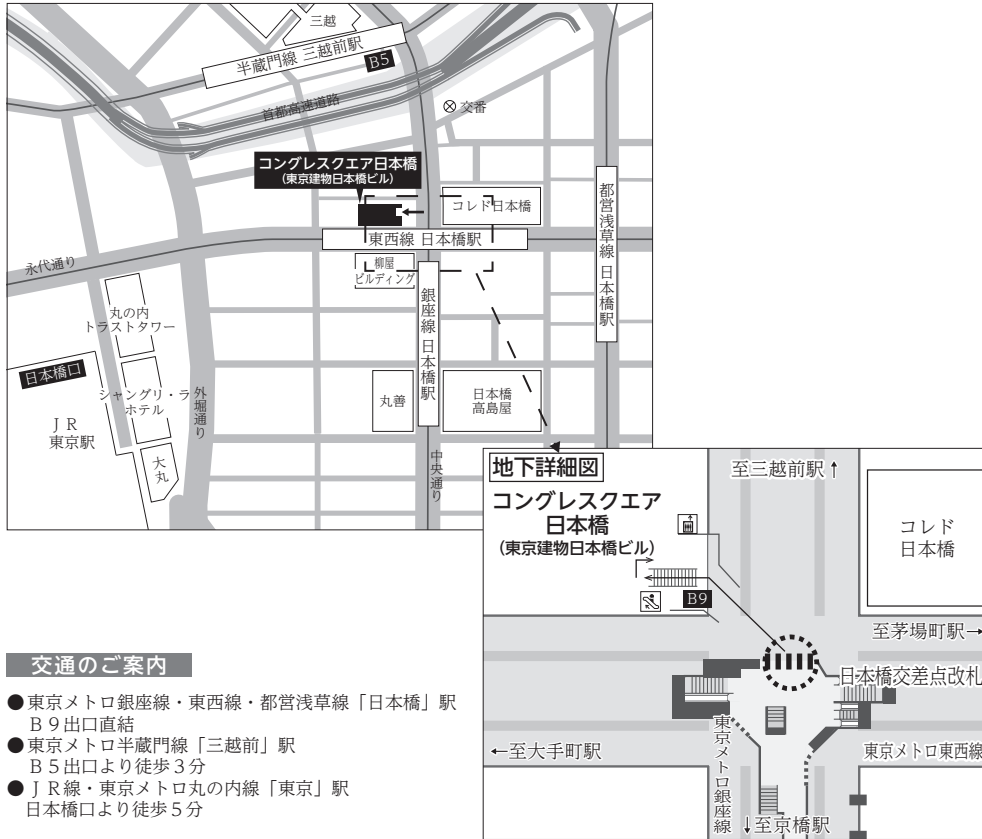 三越
半蔵門線 三越前駅
B5
首都高速道路
交番
コングレスクエア日本橋
(東京建物日本橋ビル)
コレド日本橋
都営浅草線 日本橋駅
東西線 日本橋駅
永代通り
柳屋
ビルディング
銀座線 日本橋駅
丸の内
トラストタワー
日本橋口
シャングリ・ラ
ホテル
外堀通り
丸善
日本橋
高島屋
ＪＲ
東京駅
大丸
中央通り
地下詳細図
至三越前駅↑
コングレスクエア
日本橋
(東京建物日本橋ビル)
コレド
日本橋
B9
至茅場町駅→
日本橋交差点改札
←至大手町駅
東京メトロ銀座線
東京メトロ東西線
↓至京橋駅
交通のご案内
●東京メトロ銀座線・東西線・都営浅草線「日本橋」駅
Ｂ９出口直結
●東京メトロ半蔵門線「三越前」駅
Ｂ５出口より徒歩３分
●ＪＲ線・東京メトロ丸の内線「東京」駅
日本橋口より徒歩５分